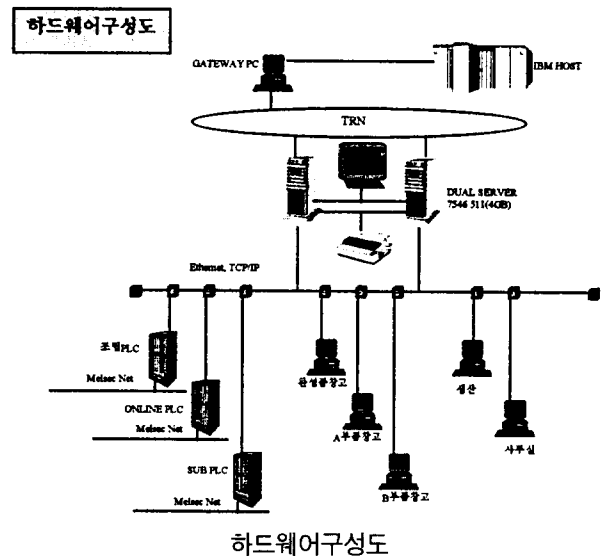 하드웨어구성도
GATEWAY PC
IBM HOST
TRN
DUAL SERVER
7546 511(4GB)
Ethernet, TCP/IP
조립PLC
Melsec Net
ONLINE PLC
Melsec Net
SUB PLC
Melsec Net
완성품창고
A부품창고
B부품창고
생산
사무실
하드웨어구성도